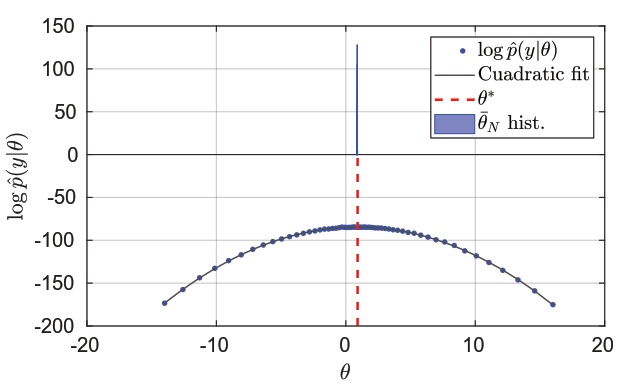 150
100
50
0
-50
-100
-150
-200
-20
-10
0
10
20
log p̂(y|θ)
θ
log p̂(y|θ)
Cuadratic fit
θ*
θ̄_N hist.